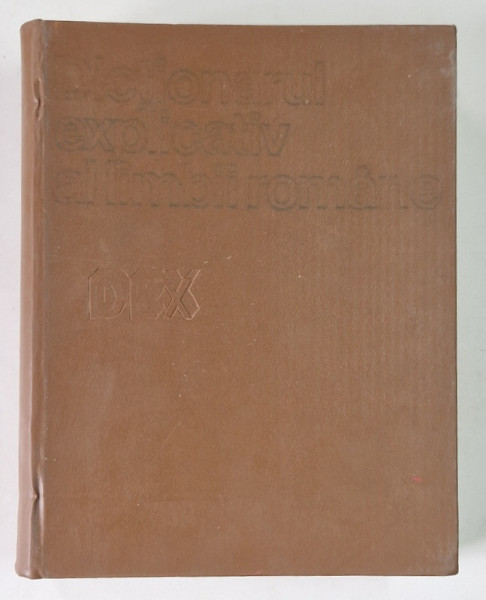 Dicționarul
explicativ
al limbii române
DEX